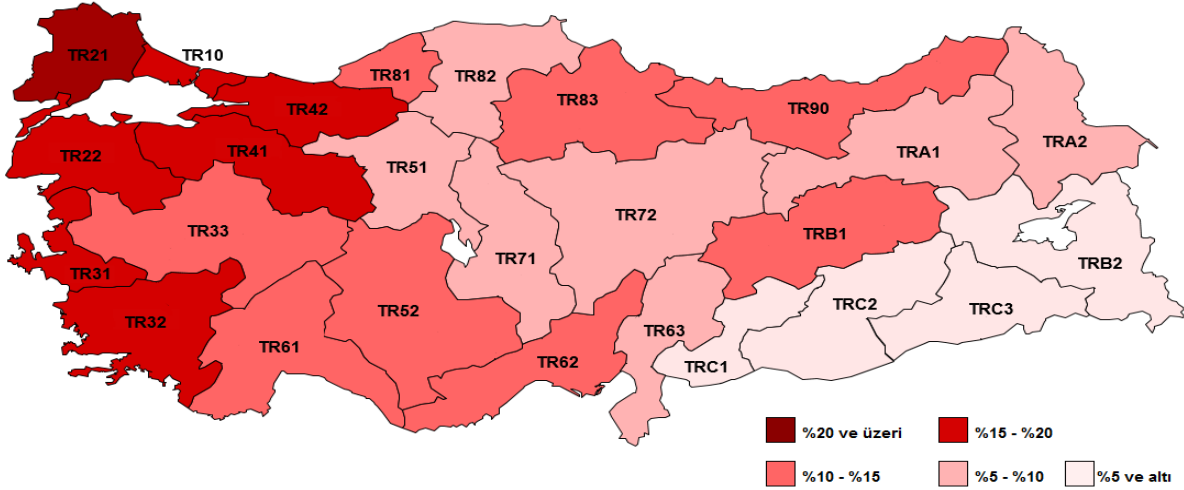 TR21
TR10
TR81
TR82
TR42
TR83
TR90
TR22
TR41
TR51
TRA1
TRA2
TR33
TR72
TRB1
TR31
TR71
TRB2
TR32
TR52
TRC2
TRC3
TR61
TR62
TR63
TRC1
%20 ve üzeri
%15 - %20
%10 - %15
%5 - %10
%5 ve altı